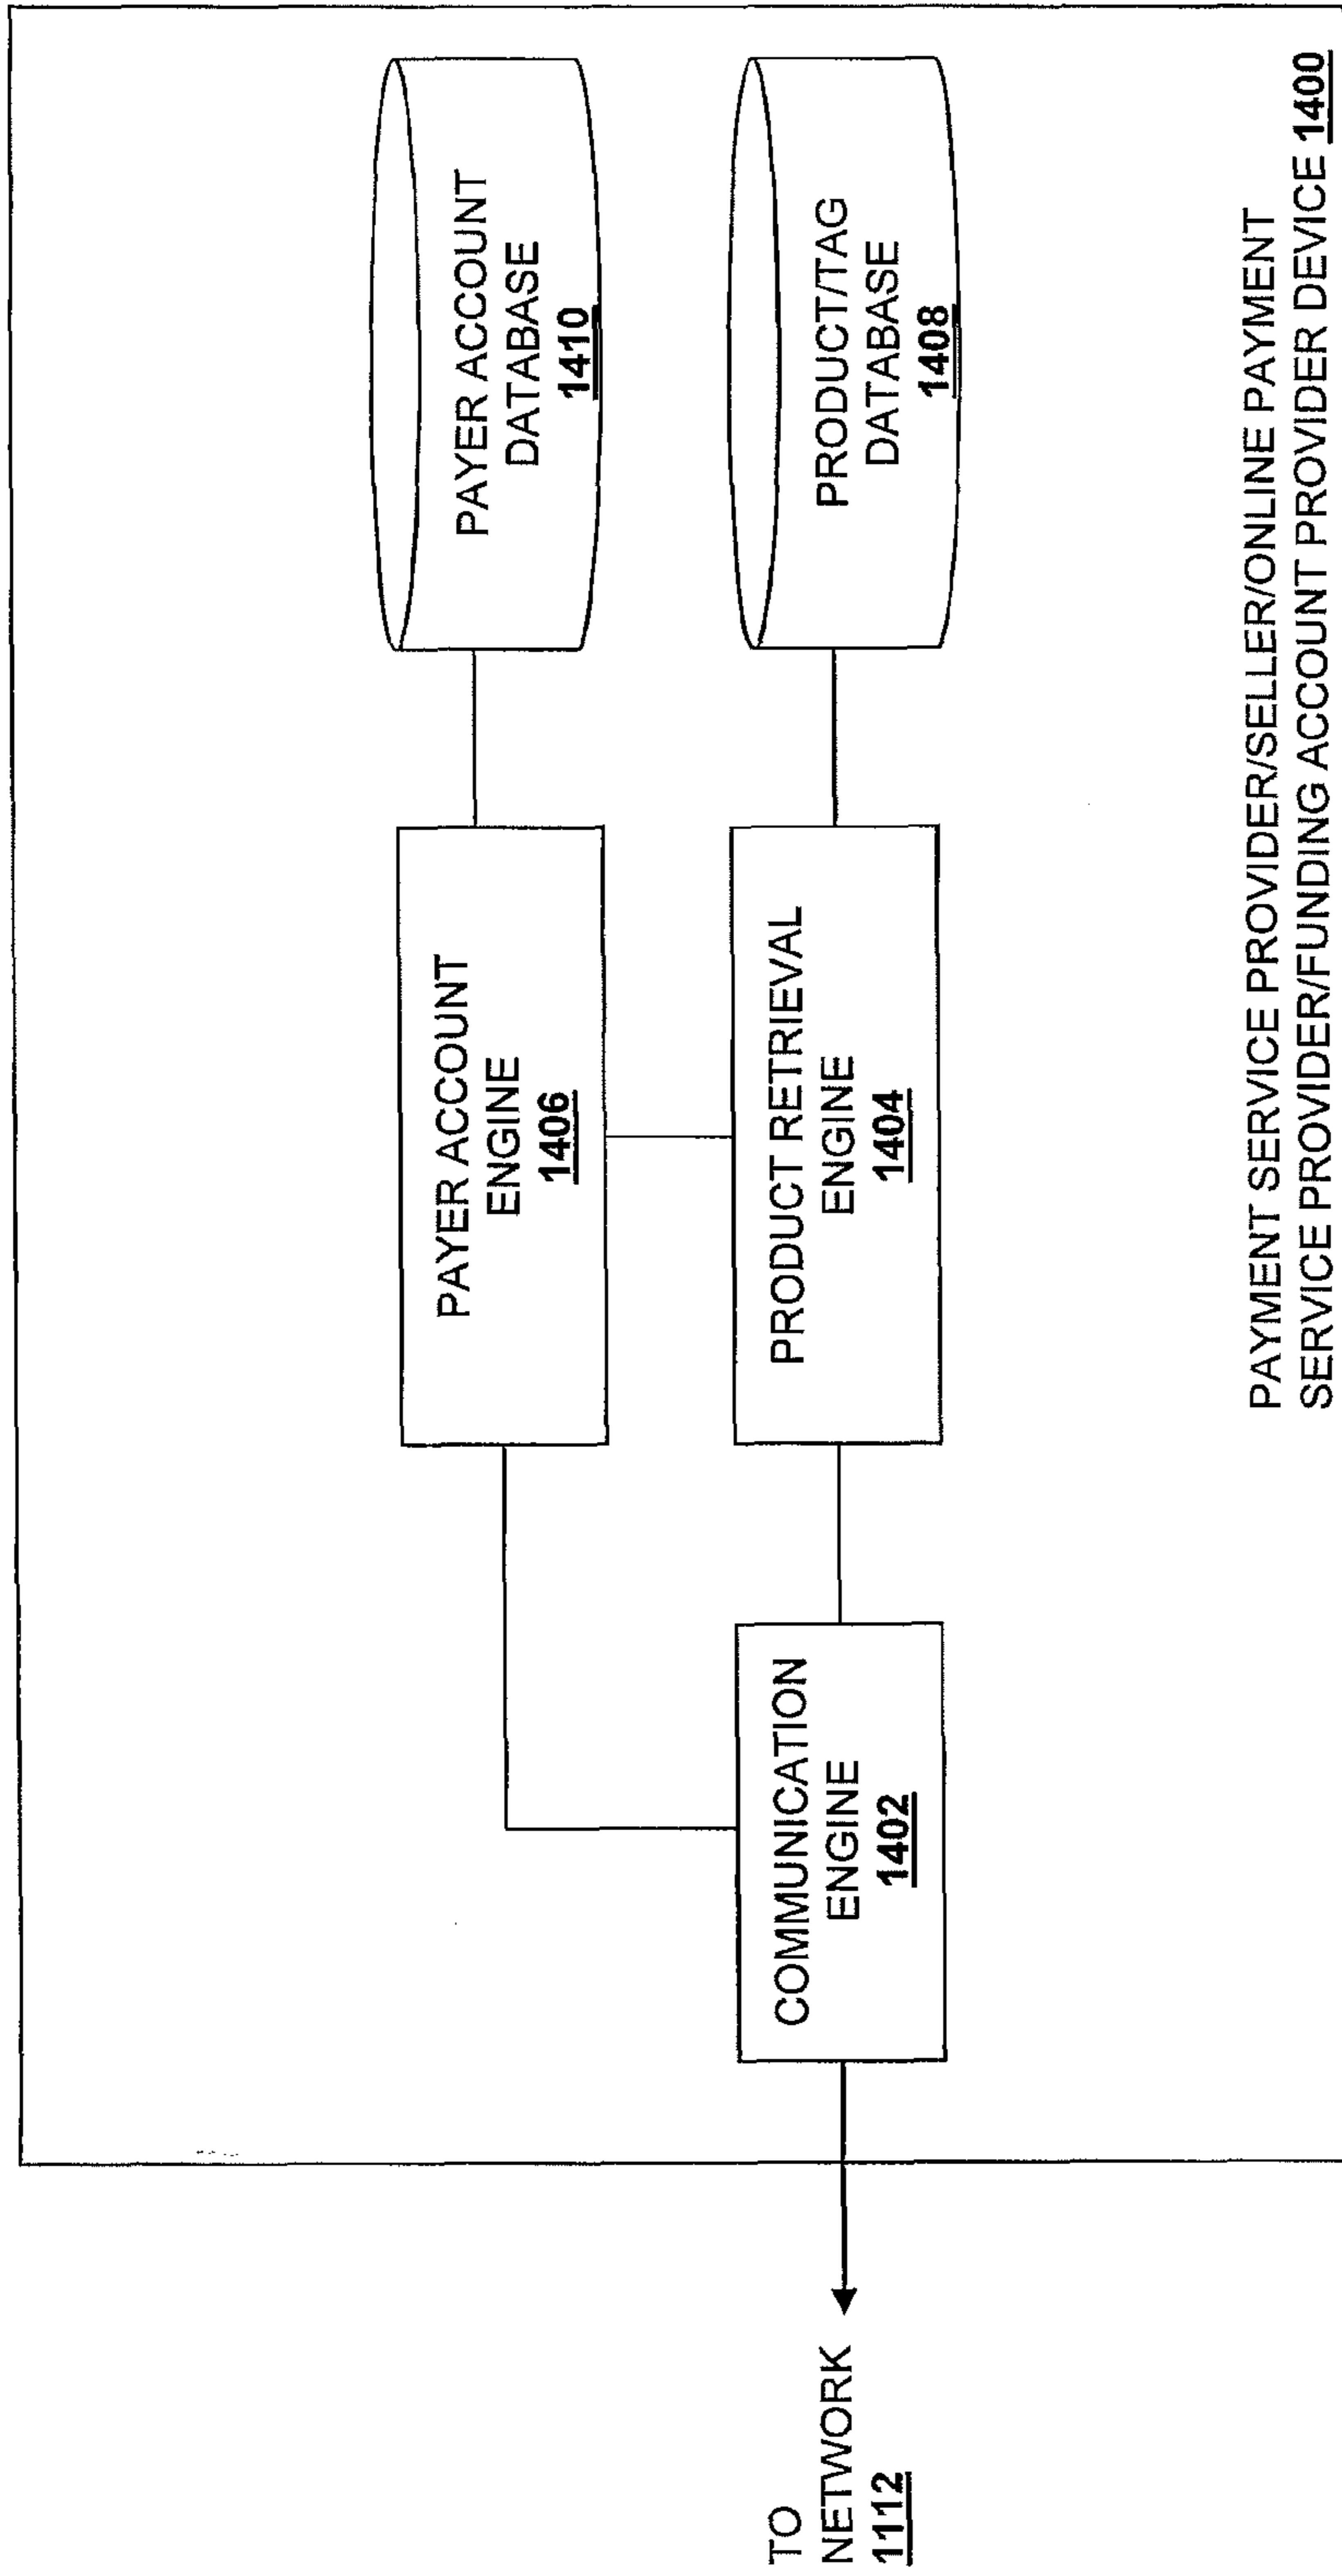 PAYER ACCOUNT
ENGINE
1406
PAYER ACCOUNT
DATABASE
1410
TO
NETWORK
1112
COMMUNICATION
ENGINE
1402
PRODUCT RETRIEVAL
ENGINE
1404
PRODUCT/TAG
DATABASE
1408
PAYMENT SERVICE PROVIDER/SELLER/ONLINE PAYMENT
SERVICE PROVIDER/FUNDING ACCOUNT PROVIDER DEVICE 1400